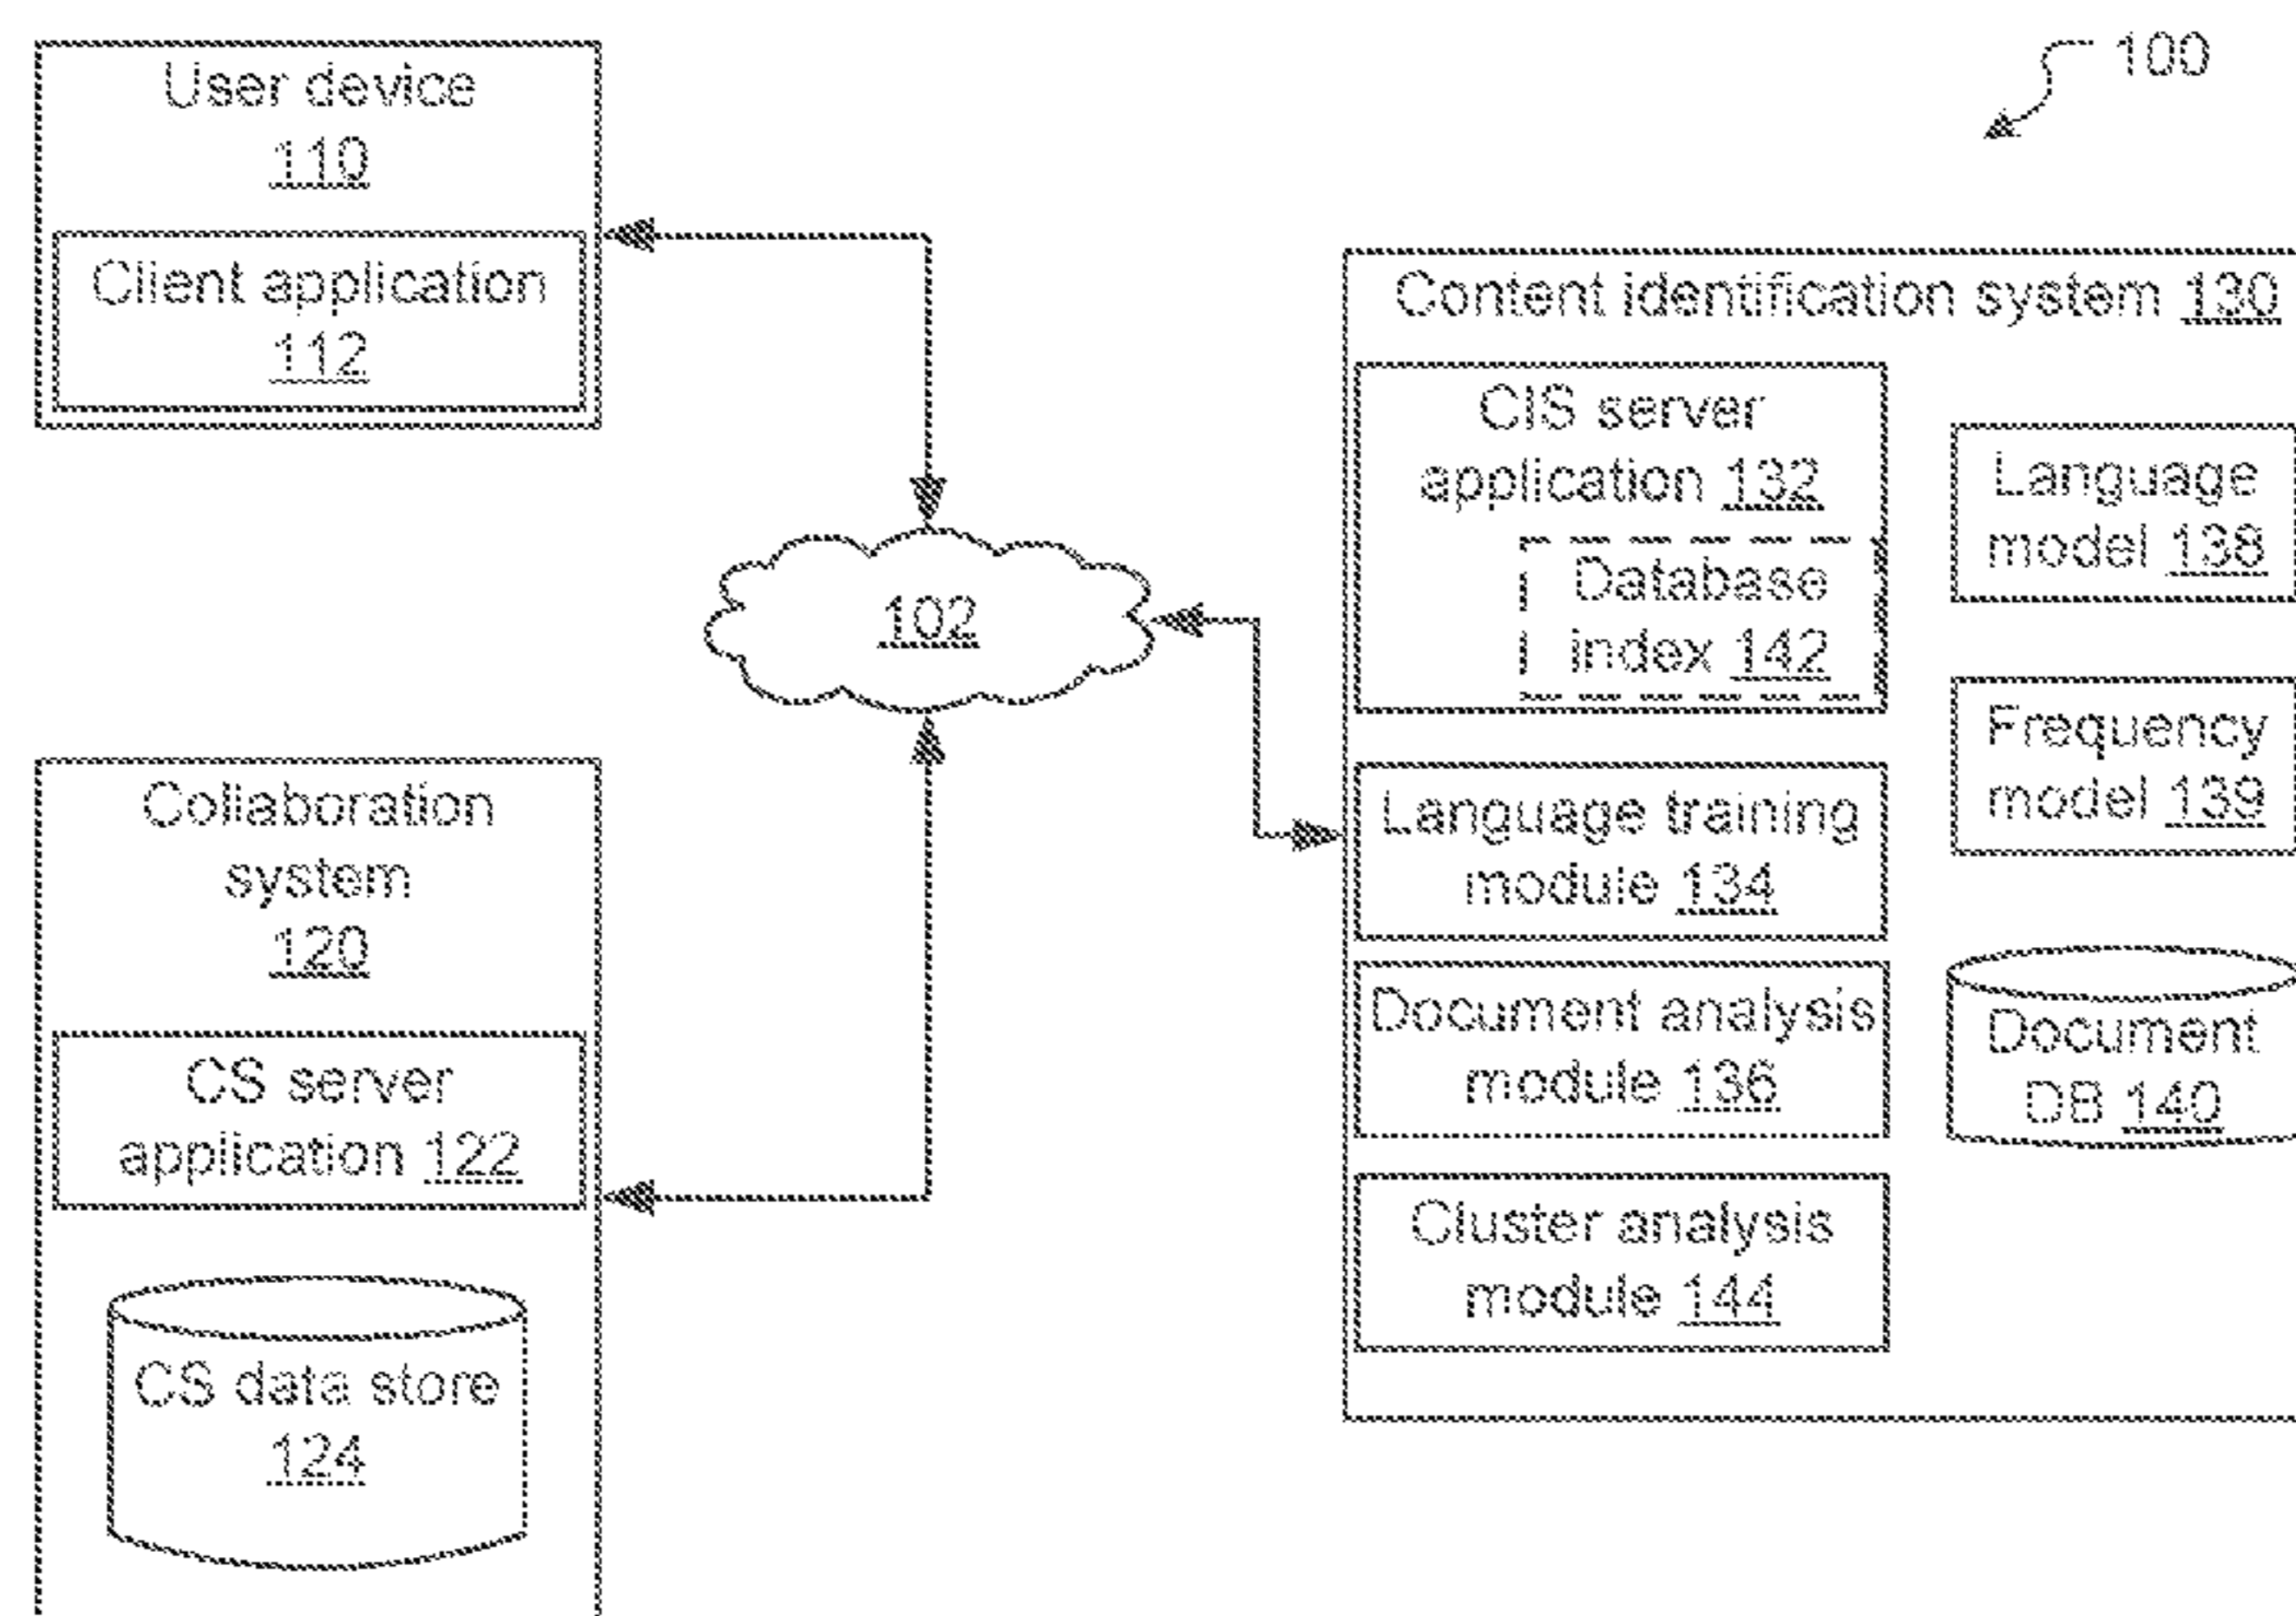 100
User device
110
Client application
112
102
Collaboration
system
120
CS server
application 122
CS data store
124
Content identification system 130
CIS server
application 132
Database
index 142
Language training
module 134
Document analysis
module 136
Cluster analysis
module 144
Language
model 138
Frequency
model 139
Document
DB 140